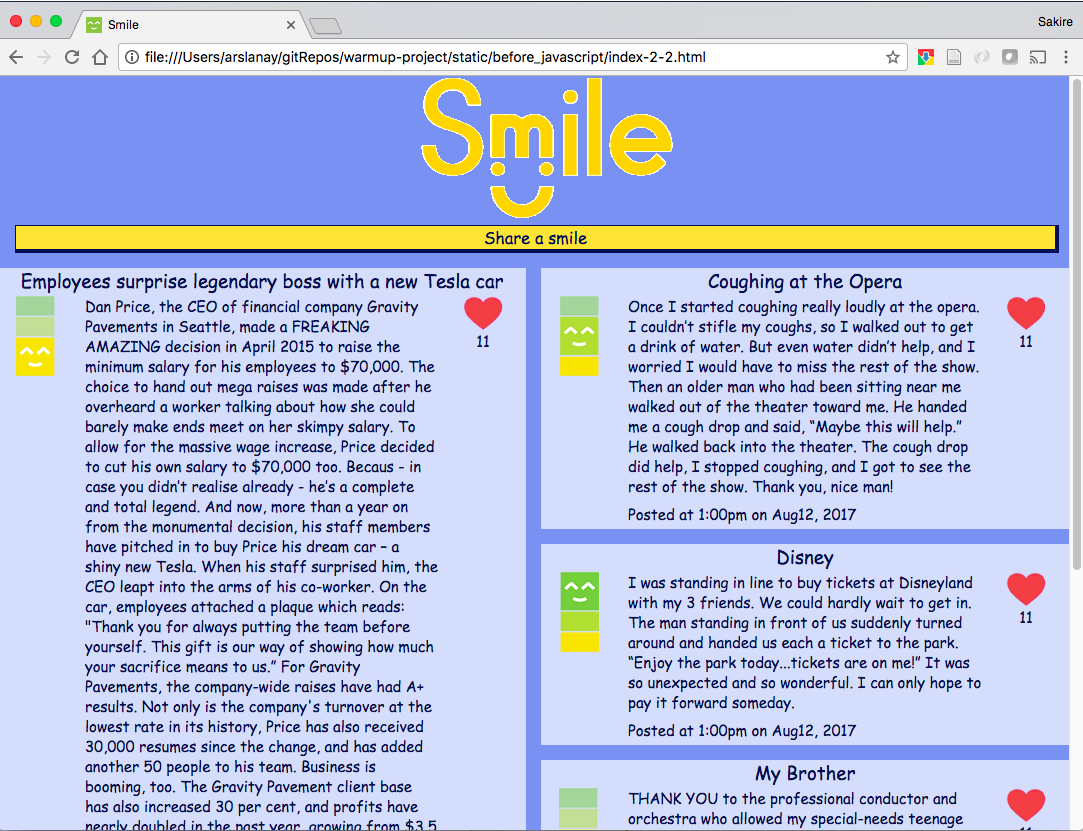 Smile
Sakire
file:///Users/arslanay/gitRepos/warmup-project/static/before_javascript/index-2-2.html
Smile
Share a smile
Employees surprise legendary boss with a new Tesla car
Dan Price, the CEO of financial company Gravity
Pavements in Seattle, made a FREAKING
AMAZING decision in April 2015 to raise the
minimum salary for his employees to $70,000. The
choice to hand out mega raises was made after he
overheard a worker talking about how she could
barely make ends meet on her skimpy salary. To
allow for the massive wage increase, Price decided
to cut his own salary to $70,000 too. Becaus - in
case you didn't realise already - he's a complete
and total legend. And now, more than a year on
from the monumental decision, his staff members
have pitched in to buy Price his dream car – a
shiny new Tesla. When his staff surprised him, the
CEO leapt into the arms of his co-worker. On the
car, employees attached a plaque which reads:
"Thank you for always putting the team before
yourself. This gift is our way of showing how much
your sacrifice means to us.” For Gravity
Pavements, the company-wide raises have had A+
results. Not only is the company's turnover at the
lowest rate in its history, Price has also received
30,000 resumes since the change, and has added
another 50 people to his team. Business is
booming, too. The Gravity Pavement client base
has also increased 30 per cent, and profits have
nearly doubled in the past year, growing from $3.5
11
Coughing at the Opera
Once I started coughing really loudly at the opera.
I couldn’t stifle my coughs, so I walked out to get
a drink of water. But even water didn’t help, and I
worried I would have to miss the rest of the show.
Then an older man who had been sitting near me
walked out of the theater toward me. He handed
me a cough drop and said, “Maybe this will help.”
He walked back into the theater. The cough drop
did help, I stopped coughing, and I got to see the
rest of the show. Thank you, nice man!
Posted at 1:00pm on Aug12, 2017
11
Disney
I was standing in line to buy tickets at Disneyland
with my 3 friends. We could hardly wait to get in.
The man standing in front of us suddenly turned
around and handed us each a ticket to the park.
“Enjoy the park today...tickets are on me!” It was
so unexpected and so wonderful. I can only hope to
pay it forward someday.
Posted at 1:00pm on Aug12, 2017
11
My Brother
THANK YOU to the professional conductor and
orchestra who allowed my special-needs teenage
11